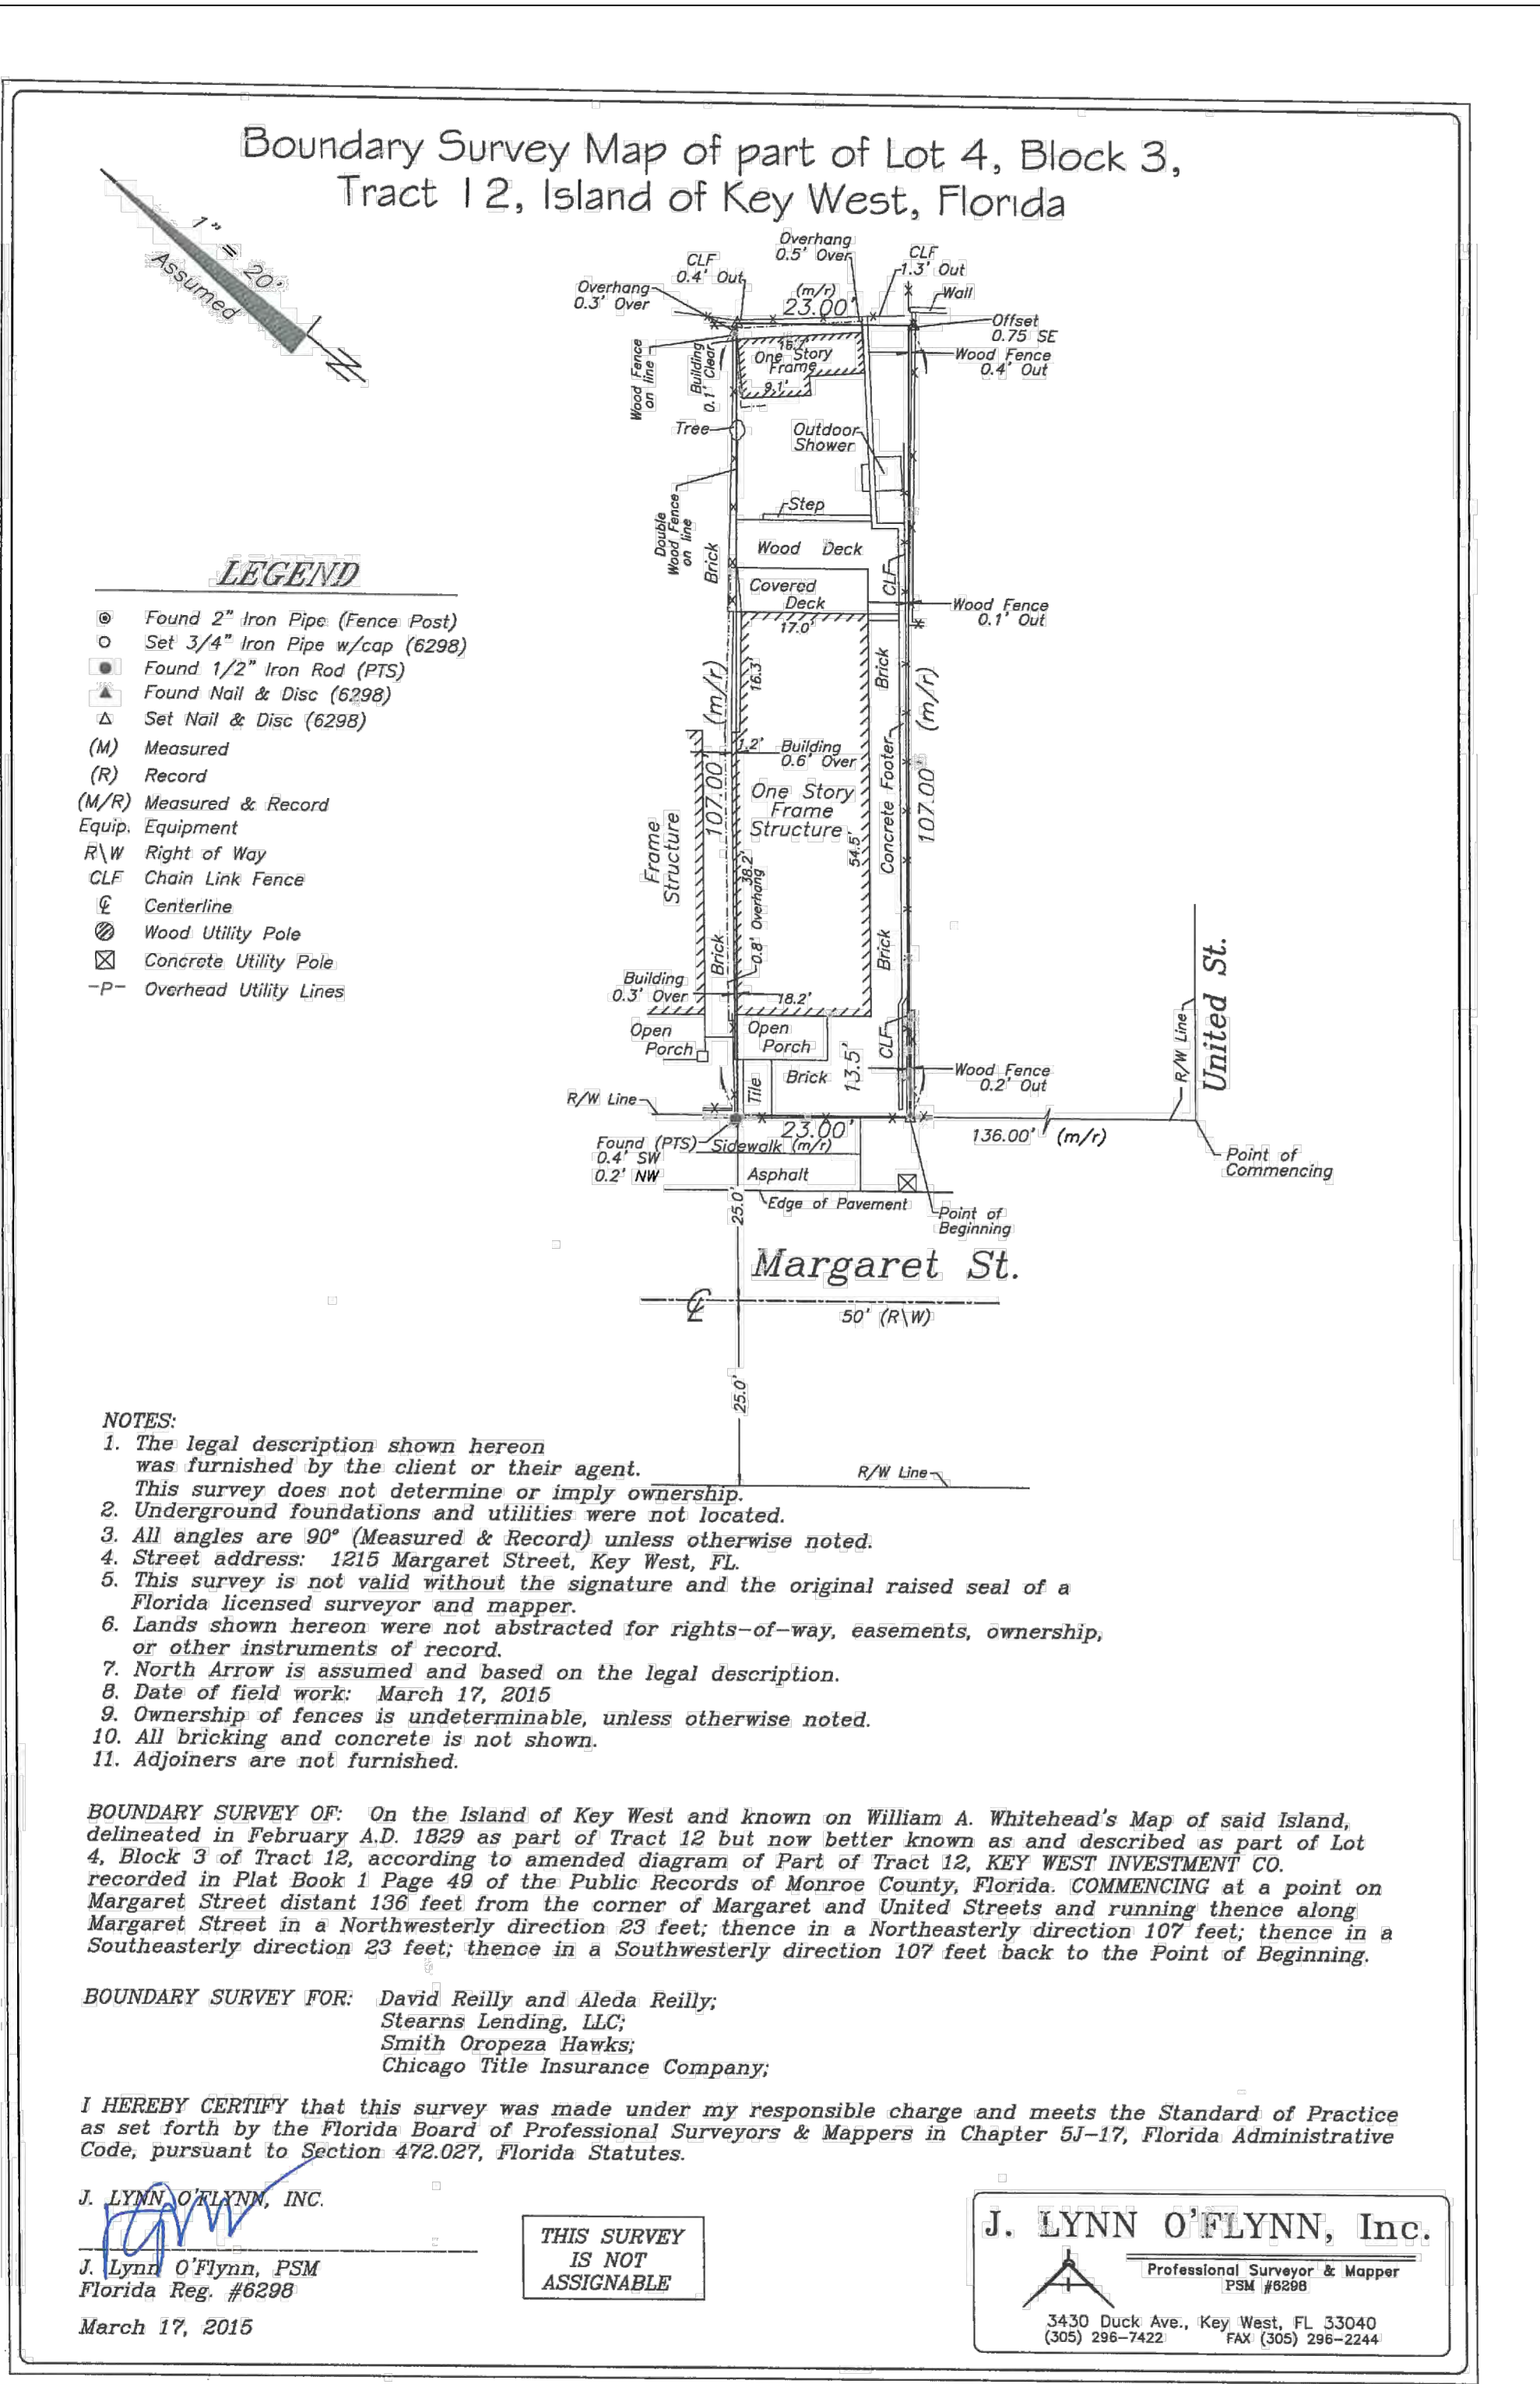 Boundary Survey Map of part of Lot 4, Block 3,
Tract 12, Island of Key West, Florida
1" = 20'
Assumed
N
Overhang
0.5' Over
CLF
0.4' Out
CLF
1.3' Out
Overhang
0.3' Over
(m/r)
23.00'
Wall
Offset
0.75 SE
Wood Fence
on line
Building
0.1' Clear
16.7'
One Story
Frame
9.1'
Wood Fence
0.4' Out
Tree
Outdoor
Shower
Double
Wood Fence
on line
Step
Brick
Wood Deck
CLF
Covered
Deck
Wood Fence
0.1' Out
17.0'
16.3'
Brick
107.00' (m/r)
107.00' (m/r)
1.2'
Building
0.6' Over
One Story
Frame
Structure
Frame
Structure
Concrete Footer
54.5'
38.2'
0.8' Overhang
Brick
Brick
Building
0.3' Over
18.2'
Open
Porch
Open
Porch
CLF
13.5'
Tile
Brick
Wood Fence
0.2' Out
R/W Line
R/W Line
United St.
23.00'
(m/r)
136.00' (m/r)
Found (PTS)
0.4' SW
0.2' NW
Sidewalk
Asphalt
Point of
Commencing
Edge of Pavement
Point of
Beginning
25.0'
Margaret St.
℄
50' (R\W)
25.0'
R/W Line
LEGEND
Found 2" Iron Pipe (Fence Post)
Set 3/4" Iron Pipe w/cap (6298)
Found 1/2" Iron Rod (PTS)
Found Nail & Disc (6298)
Set Nail & Disc (6298)
(M) Measured
(R) Record
(M/R) Measured & Record
Equip. Equipment
R\W Right of Way
CLF Chain Link Fence
℄ Centerline
Wood Utility Pole
Concrete Utility Pole
-P- Overhead Utility Lines
NOTES:
1. The legal description shown hereon
was furnished by the client or their agent.
This survey does not determine or imply ownership.
2. Underground foundations and utilities were not located.
3. All angles are 90° (Measured & Record) unless otherwise noted.
4. Street address: 1215 Margaret Street, Key West, FL.
5. This survey is not valid without the signature and the original raised seal of a
Florida licensed surveyor and mapper.
6. Lands shown hereon were not abstracted for rights-of-way, easements, ownership,
or other instruments of record.
7. North Arrow is assumed and based on the legal description.
8. Date of field work: March 17, 2015
9. Ownership of fences is undeterminable, unless otherwise noted.
10. All bricking and concrete is not shown.
11. Adjoiners are not furnished.
BOUNDARY SURVEY OF: On the Island of Key West and known on William A. Whitehead's Map of said Island,
delineated in February A.D. 1829 as part of Tract 12 but now better known as and described as part of Lot
4, Block 3 of Tract 12, according to amended diagram of Part of Tract 12, KEY WEST INVESTMENT CO.
recorded in Plat Book 1 Page 49 of the Public Records of Monroe County, Florida. COMMENCING at a point on
Margaret Street distant 136 feet from the corner of Margaret and United Streets and running thence along
Margaret Street in a Northwesterly direction 23 feet; thence in a Northeasterly direction 107 feet; thence in a
Southeasterly direction 23 feet; thence in a Southwesterly direction 107 feet back to the Point of Beginning.
BOUNDARY SURVEY FOR: David Reilly and Aleda Reilly;
Stearns Lending, LLC;
Smith Oropeza Hawks;
Chicago Title Insurance Company;
I HEREBY CERTIFY that this survey was made under my responsible charge and meets the Standard of Practice
as set forth by the Florida Board of Professional Surveyors & Mappers in Chapter 5J-17, Florida Administrative
Code, pursuant to Section 472.027, Florida Statutes.
J. LYNN O'FLYNN, INC.
J. Lynn O'Flynn, PSM
Florida Reg. #6298
March 17, 2015
THIS SURVEY
IS NOT
ASSIGNABLE
J. LYNN O'FLYNN, Inc.
Professional Surveyor & Mapper
PSM #6298
3430 Duck Ave., Key West, FL 33040
(305) 296-7422 FAX (305) 296-2244